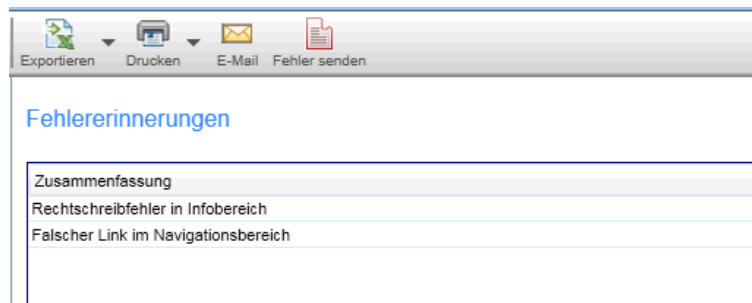 Exportieren Drucken E-Mail Fehler senden
Fehlererinnerungen
Zusammenfassung
Rechtschreibfehler in Infobereich
Falscher Link im Navigationsbereich